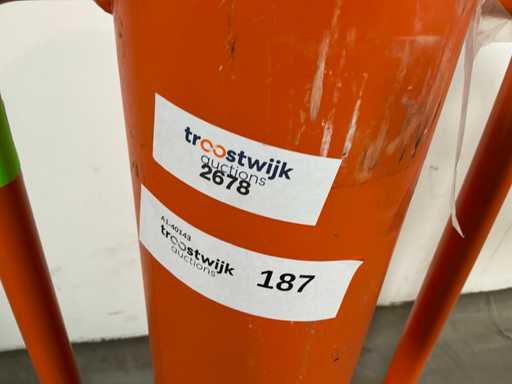 troostwijk
auctions
2678
A1-40143
troostwijk
auctions
187